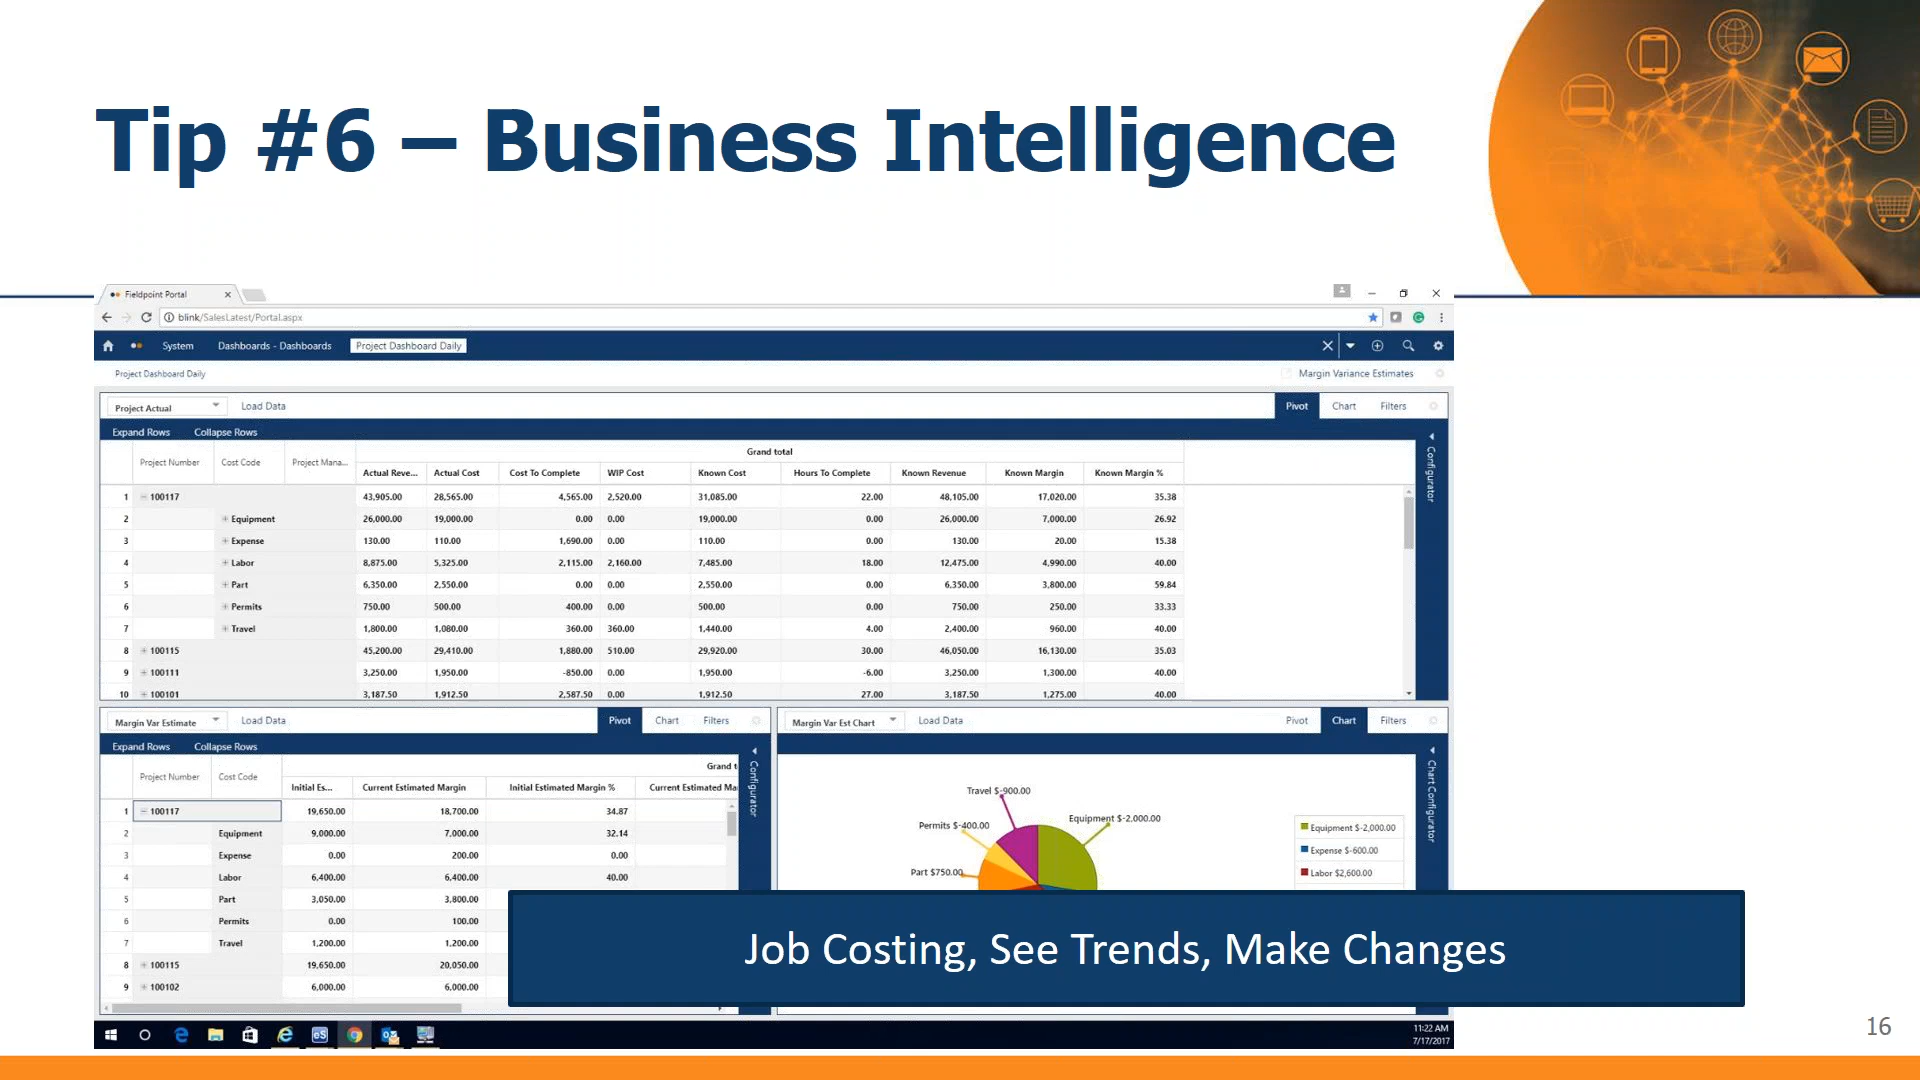 Tip #6 – Business Intelligence
Fieldpoint Portal
blink/SalesLatest/Portal.aspx
System Dashboards - Dashboards Project Dashboard Daily
Project Dashboard Daily Margin Variance Estimates
Project Actual Load Data Pivot Chart Filters
Expand Rows Collapse Rows
Configurator
Grand total
Project Number Cost Code Project Mana...
Actual Reve... Actual Cost Cost To Complete WIP Cost Known Cost Hours To Complete Known Revenue Known Margin Known Margin %
1 100117 43,905.00 28,565.00 4,565.00 2,520.00 31,085.00 22.00 48,105.00 17,020.00 35.38
2 Equipment 26,000.00 19,000.00 0.00 0.00 19,000.00 0.00 26,000.00 7,000.00 26.92
3 Expense 130.00 110.00 1,690.00 0.00 110.00 0.00 130.00 20.00 15.38
4 Labor 8,875.00 5,325.00 2,115.00 2,160.00 7,485.00 18.00 12,475.00 4,990.00 40.00
5 Part 6,350.00 2,550.00 0.00 0.00 2,550.00 0.00 6,350.00 3,800.00 59.84
6 Permits 750.00 500.00 400.00 0.00 500.00 0.00 750.00 250.00 33.33
7 Travel 1,800.00 1,080.00 360.00 360.00 1,440.00 4.00 2,400.00 960.00 40.00
8 100115 45,200.00 29,410.00 1,880.00 510.00 29,920.00 30.00 46,050.00 16,130.00 35.03
9 100111 3,250.00 1,950.00 -850.00 0.00 1,950.00 -6.00 3,250.00 1,300.00 40.00
10 100101 3,187.50 1,912.50 2,587.50 0.00 1,912.50 27.00 3,187.50 1,275.00 40.00
Margin Var Estimate Load Data Pivot Chart Filters
Expand Rows Collapse Rows
Configurator
Grand t
Project Number Cost Code
Initial Es... Current Estimated Margin Initial Estimated Margin % Current Estimated Ma
1 100117 19,650.00 18,700.00 34.87
2 Equipment 9,000.00 7,000.00 32.14
3 Expense 0.00 200.00 0.00
4 Labor 6,400.00 6,400.00 40.00
5 Part 3,050.00 3,800.00
6 Permits 0.00 100.00
7 Travel 1,200.00 1,200.00
8 100115 19,650.00 20,050.00
9 100102 6,000.00 6,000.00
Margin Var Est Chart Load Data Pivot Chart Filters
Chart Configurator
Travel $-900.00
Equipment $-2,000.00
Permits $-400.00
Part $750.00
Equipment $-2,000.00
Expense $-600.00
Labor $2,600.00
Job Costing, See Trends, Make Changes
eS
11:22 AM
7/17/2017
16